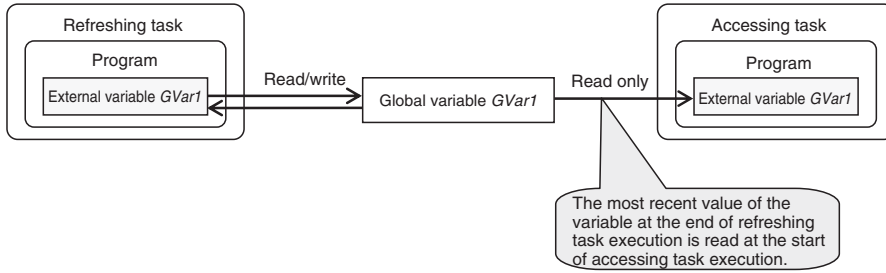 Refreshing task
Program
External variable GVar1
Read/write
Global variable GVar1
Read only
Accessing task
Program
External variable GVar1
The most recent value of the
variable at the end of refreshing
task execution is read at the start
of accessing task execution.